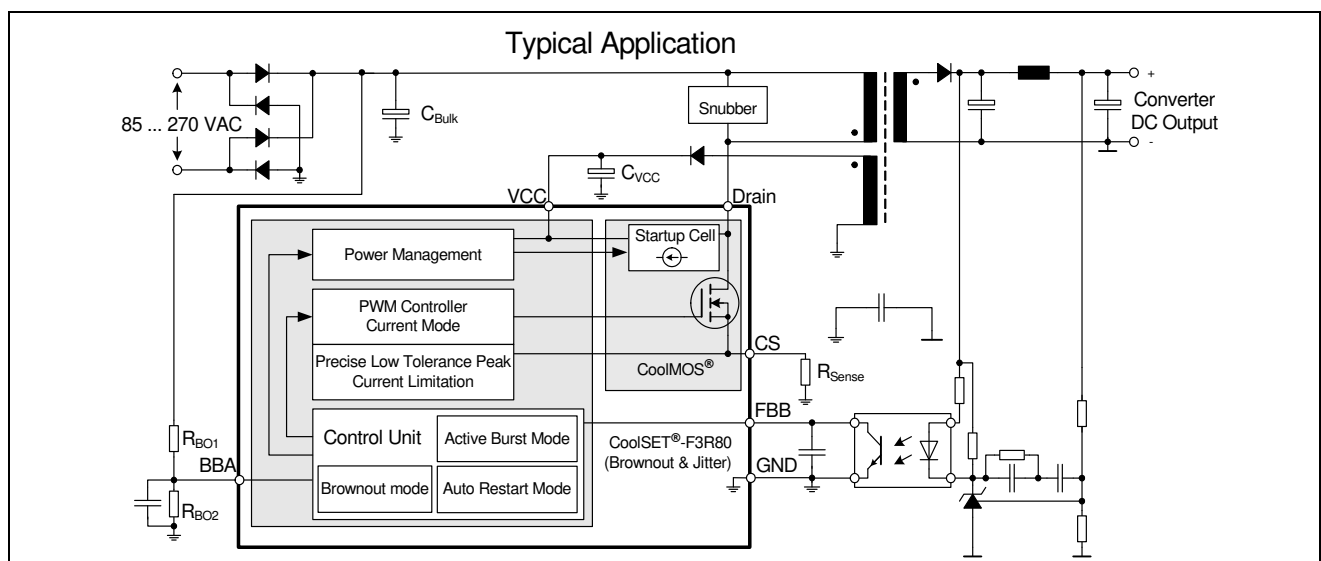 Typical Application
85 ... 270 VAC
CBulk
Snubber
+
Converter
DC Output
-
CVCC
VCC
Drain
Power Management
Startup Cell
PWM Controller
Current Mode
Precise Low Tolerance Peak
Current Limitation
CoolMOS®
CS
RSense
FBB
Control Unit
Active Burst Mode
CoolSET®-F3R80
(Brownout & Jitter)
GND
Brownout mode
Auto Restart Mode
RBO1
BBA
RBO2